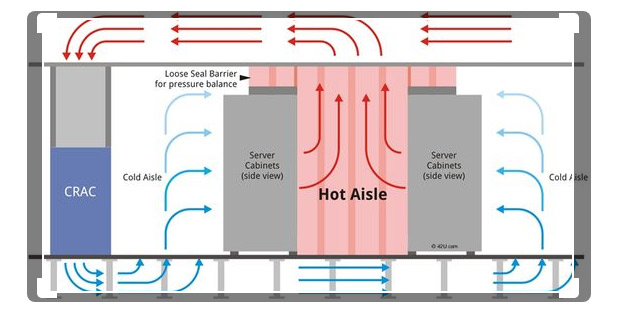 Loose Seal Barrier
for pressure balance
Server
Cabinets
(side view)
Server
Cabinets
(side view)
CRAC
Cold Aisle
Cold Aisle
Hot Aisle
© 42U.com